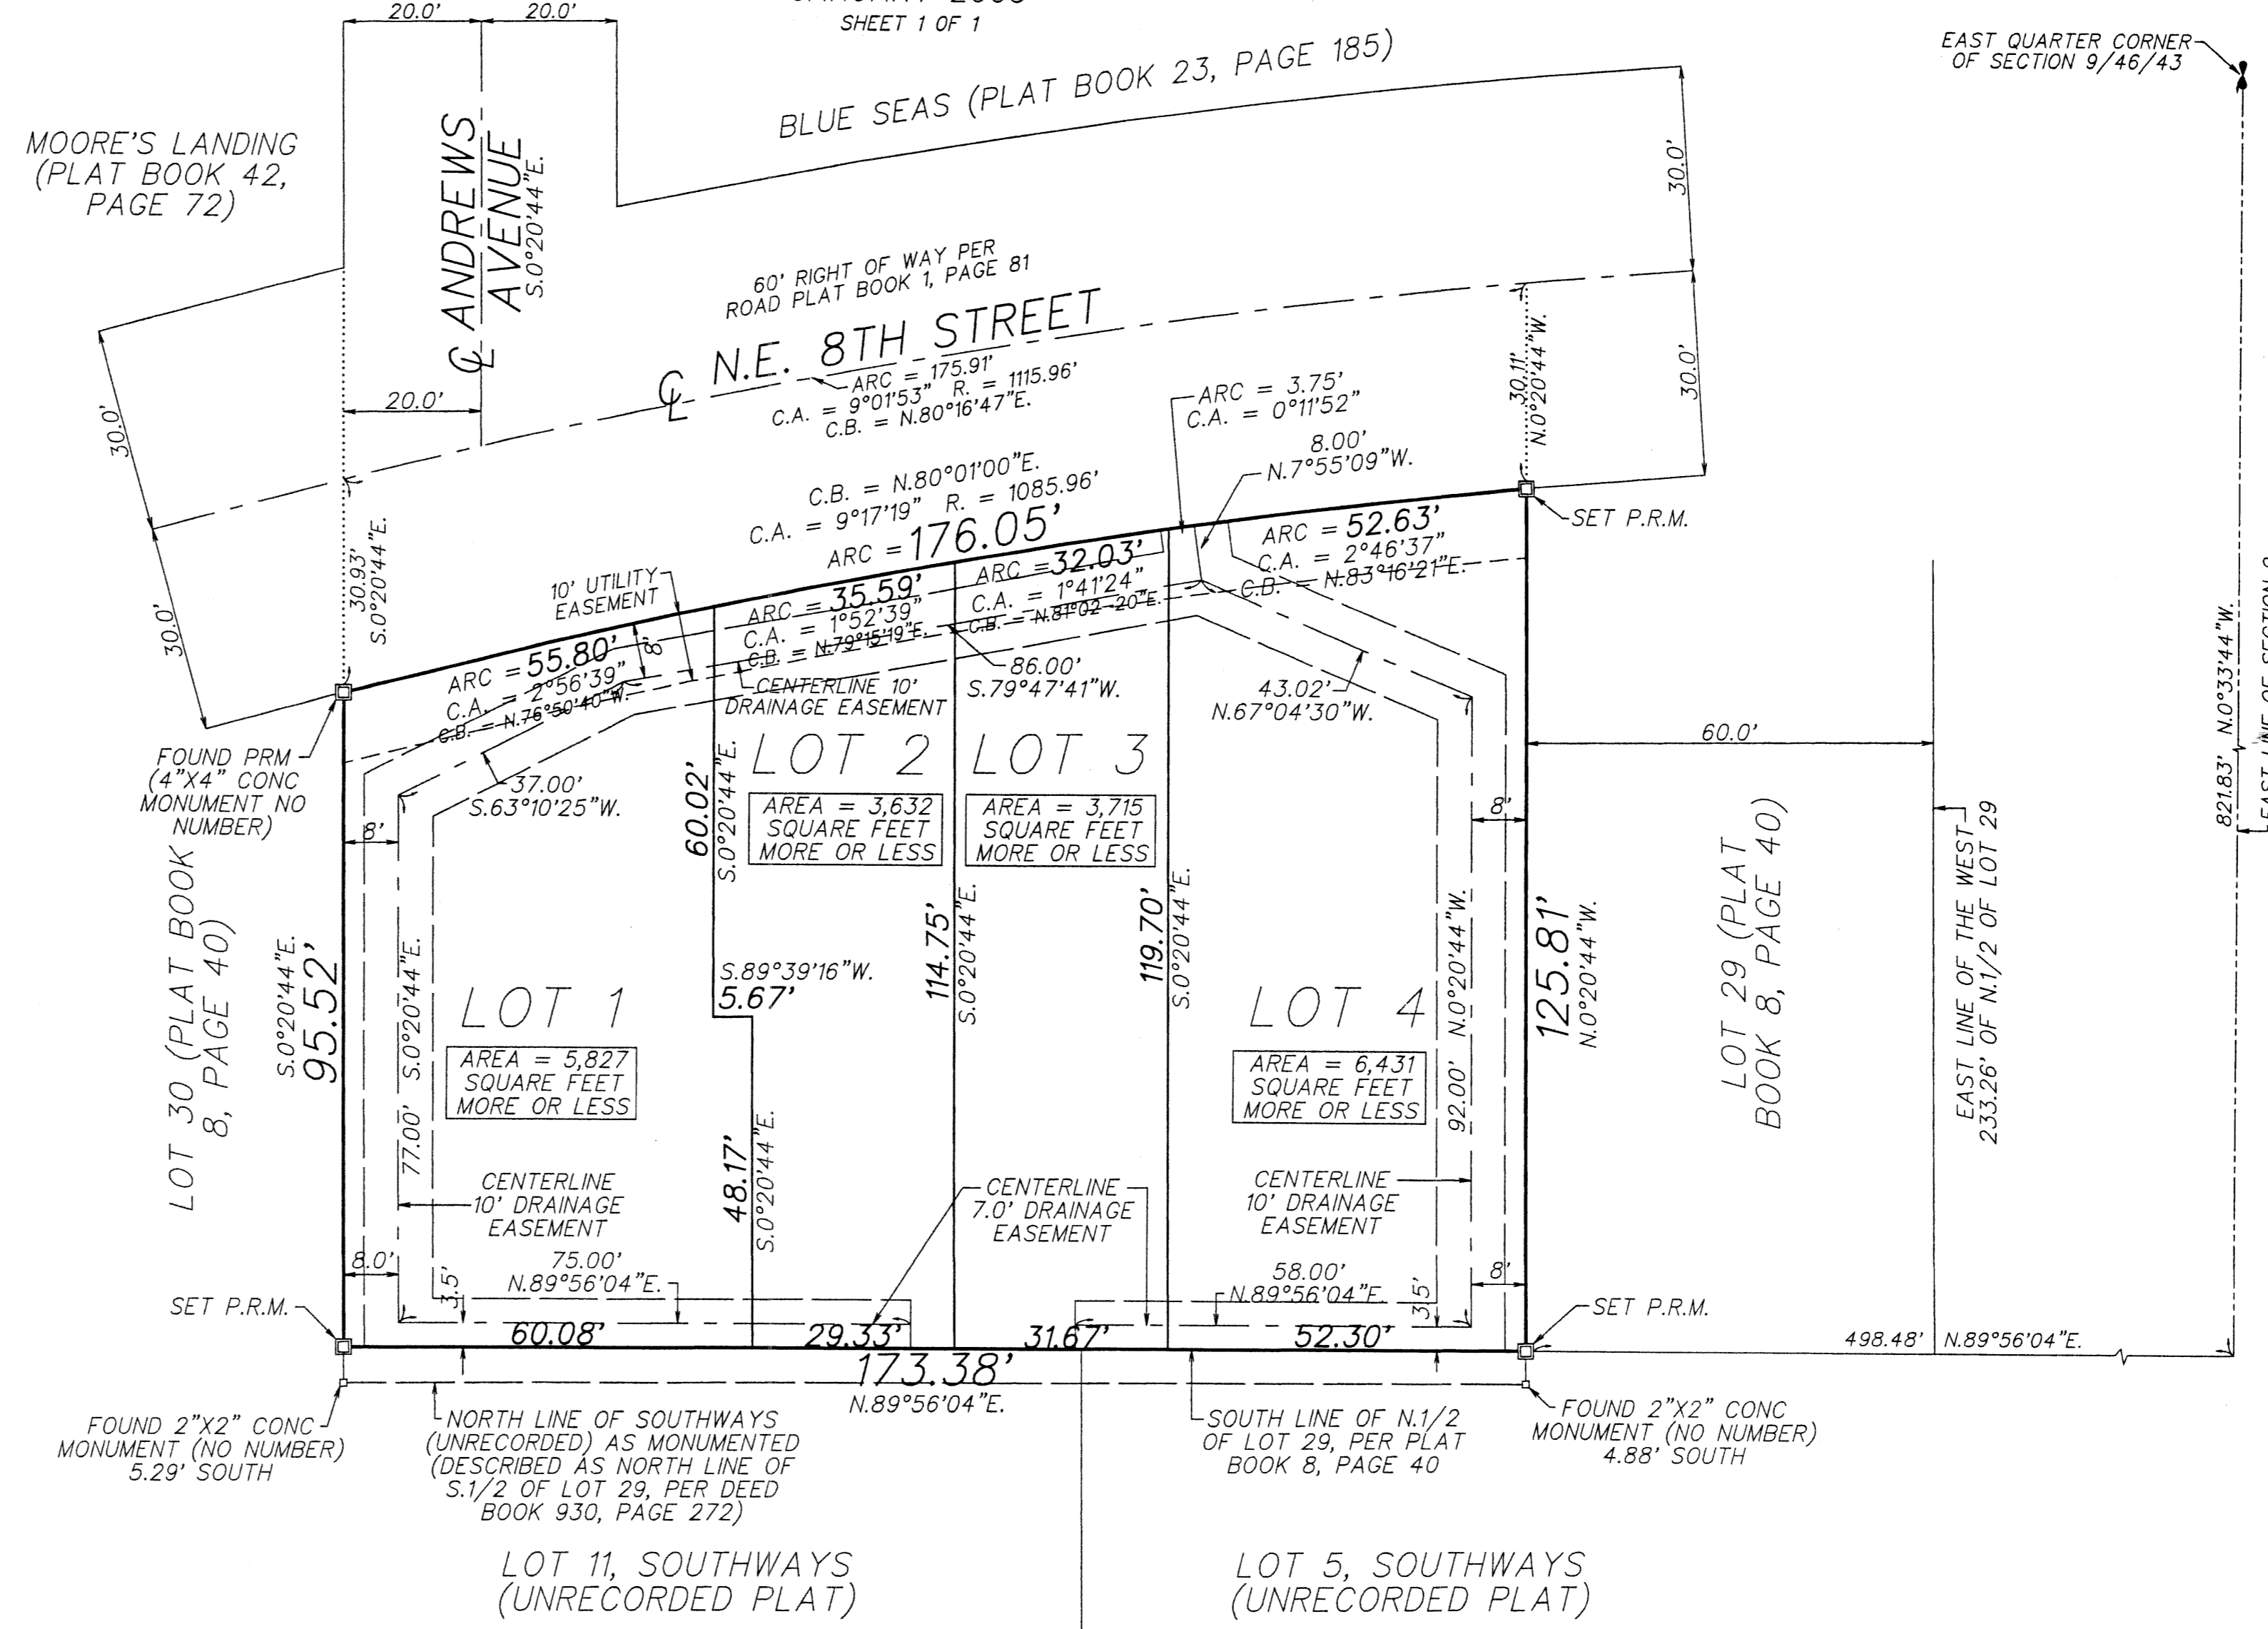 SHEET 1 OF 1
20.0'
20.0'
EAST QUARTER CORNER
OF SECTION 9/46/43
BLUE SEAS (PLAT BOOK 23, PAGE 185)
MOORE'S LANDING
(PLAT BOOK 42,
PAGE 72)
℄ ANDREWS
AVENUE
S.0°20'44"E.
30.0'
60' RIGHT OF WAY PER
ROAD PLAT BOOK 1, PAGE 81
℄ N.E. 8TH STREET
ARC = 175.91'
C.A. = 9°01'53" R. = 1115.96'
C.B. = N.80°16'47"E.
20.0'
30.0'
30.0'
30.93'
S.0°20'44"E.
ARC = 3.75'
C.A. = 0°11'52"
8.00'
N.7°55'09"W.
30.11'
N.0°20'44"W.
30.0'
C.B. = N.80°01'00"E.
C.A. = 9°17'19" R. = 1085.96'
ARC = 176.05'
SET P.R.M.
10' UTILITY
EASEMENT
8'
ARC = 55.80'
C.A. = 2°56'39"
C.B. = N.76°50'40"W.
ARC = 35.59'
C.A. = 1°52'39"
C.B. = N.79°15'19"E.
ARC = 32.03'
C.A. = 1°41'24"
C.B. = N.81°02'20"E.
ARC = 52.63'
C.A. = 2°46'37"
C.B. = N.83°16'21"E.
CENTERLINE 10'
DRAINAGE EASEMENT
86.00'
S.79°47'41"W.
43.02'
N.67°04'30"W.
37.00'
S.63°10'25"W.
FOUND PRM
(4"X4" CONC
MONUMENT NO
NUMBER)
8'
60.02'
S.0°20'44"E.
S.0°20'44"E.
LOT 2
AREA = 3,632
SQUARE FEET
MORE OR LESS
LOT 3
AREA = 3,715
SQUARE FEET
MORE OR LESS
8'
60.0'
821.83' N.0°33'44"W.
EAST LINE OF SECTION
LOT 30 (PLAT BOOK
8, PAGE 40)
S.0°20'44"E.
95.52'
77.00' S.0°20'44"E.
LOT 1
AREA = 5,827
SQUARE FEET
MORE OR LESS
S.89°39'16"W.
5.67'
48.17'
S.0°20'44"E.
114.75'
S.0°20'44"E.
119.70'
S.0°20'44"E.
LOT 4
AREA = 6,431
SQUARE FEET
MORE OR LESS
92.00' N.0°20'44"W.
125.81'
N.0°20'44"W.
LOT 29 (PLAT
BOOK 8, PAGE 40)
EAST LINE OF THE WEST
233.26' OF N.1/2 OF LOT 29
CENTERLINE
10' DRAINAGE
EASEMENT
CENTERLINE
7.0' DRAINAGE
EASEMENT
CENTERLINE
10' DRAINAGE
EASEMENT
8.0'
3.5'
75.00'
N.89°56'04"E.
58.00'
N.89°56'04"E.
3.5'
8'
SET P.R.M.
SET P.R.M.
60.08'
29.33'
31.67'
52.30'
173.38'
N.89°56'04"E.
498.48' N.89°56'04"E.
FOUND 2"X2" CONC
MONUMENT (NO NUMBER)
5.29' SOUTH
NORTH LINE OF SOUTHWAYS
(UNRECORDED) AS MONUMENTED
(DESCRIBED AS NORTH LINE OF
S.1/2 OF LOT 29, PER DEED
BOOK 930, PAGE 272)
SOUTH LINE OF N.1/2
OF LOT 29, PER PLAT
BOOK 8, PAGE 40
FOUND 2"X2" CONC
MONUMENT (NO NUMBER)
4.88' SOUTH
LOT 11, SOUTHWAYS
(UNRECORDED PLAT)
LOT 5, SOUTHWAYS
(UNRECORDED PLAT)